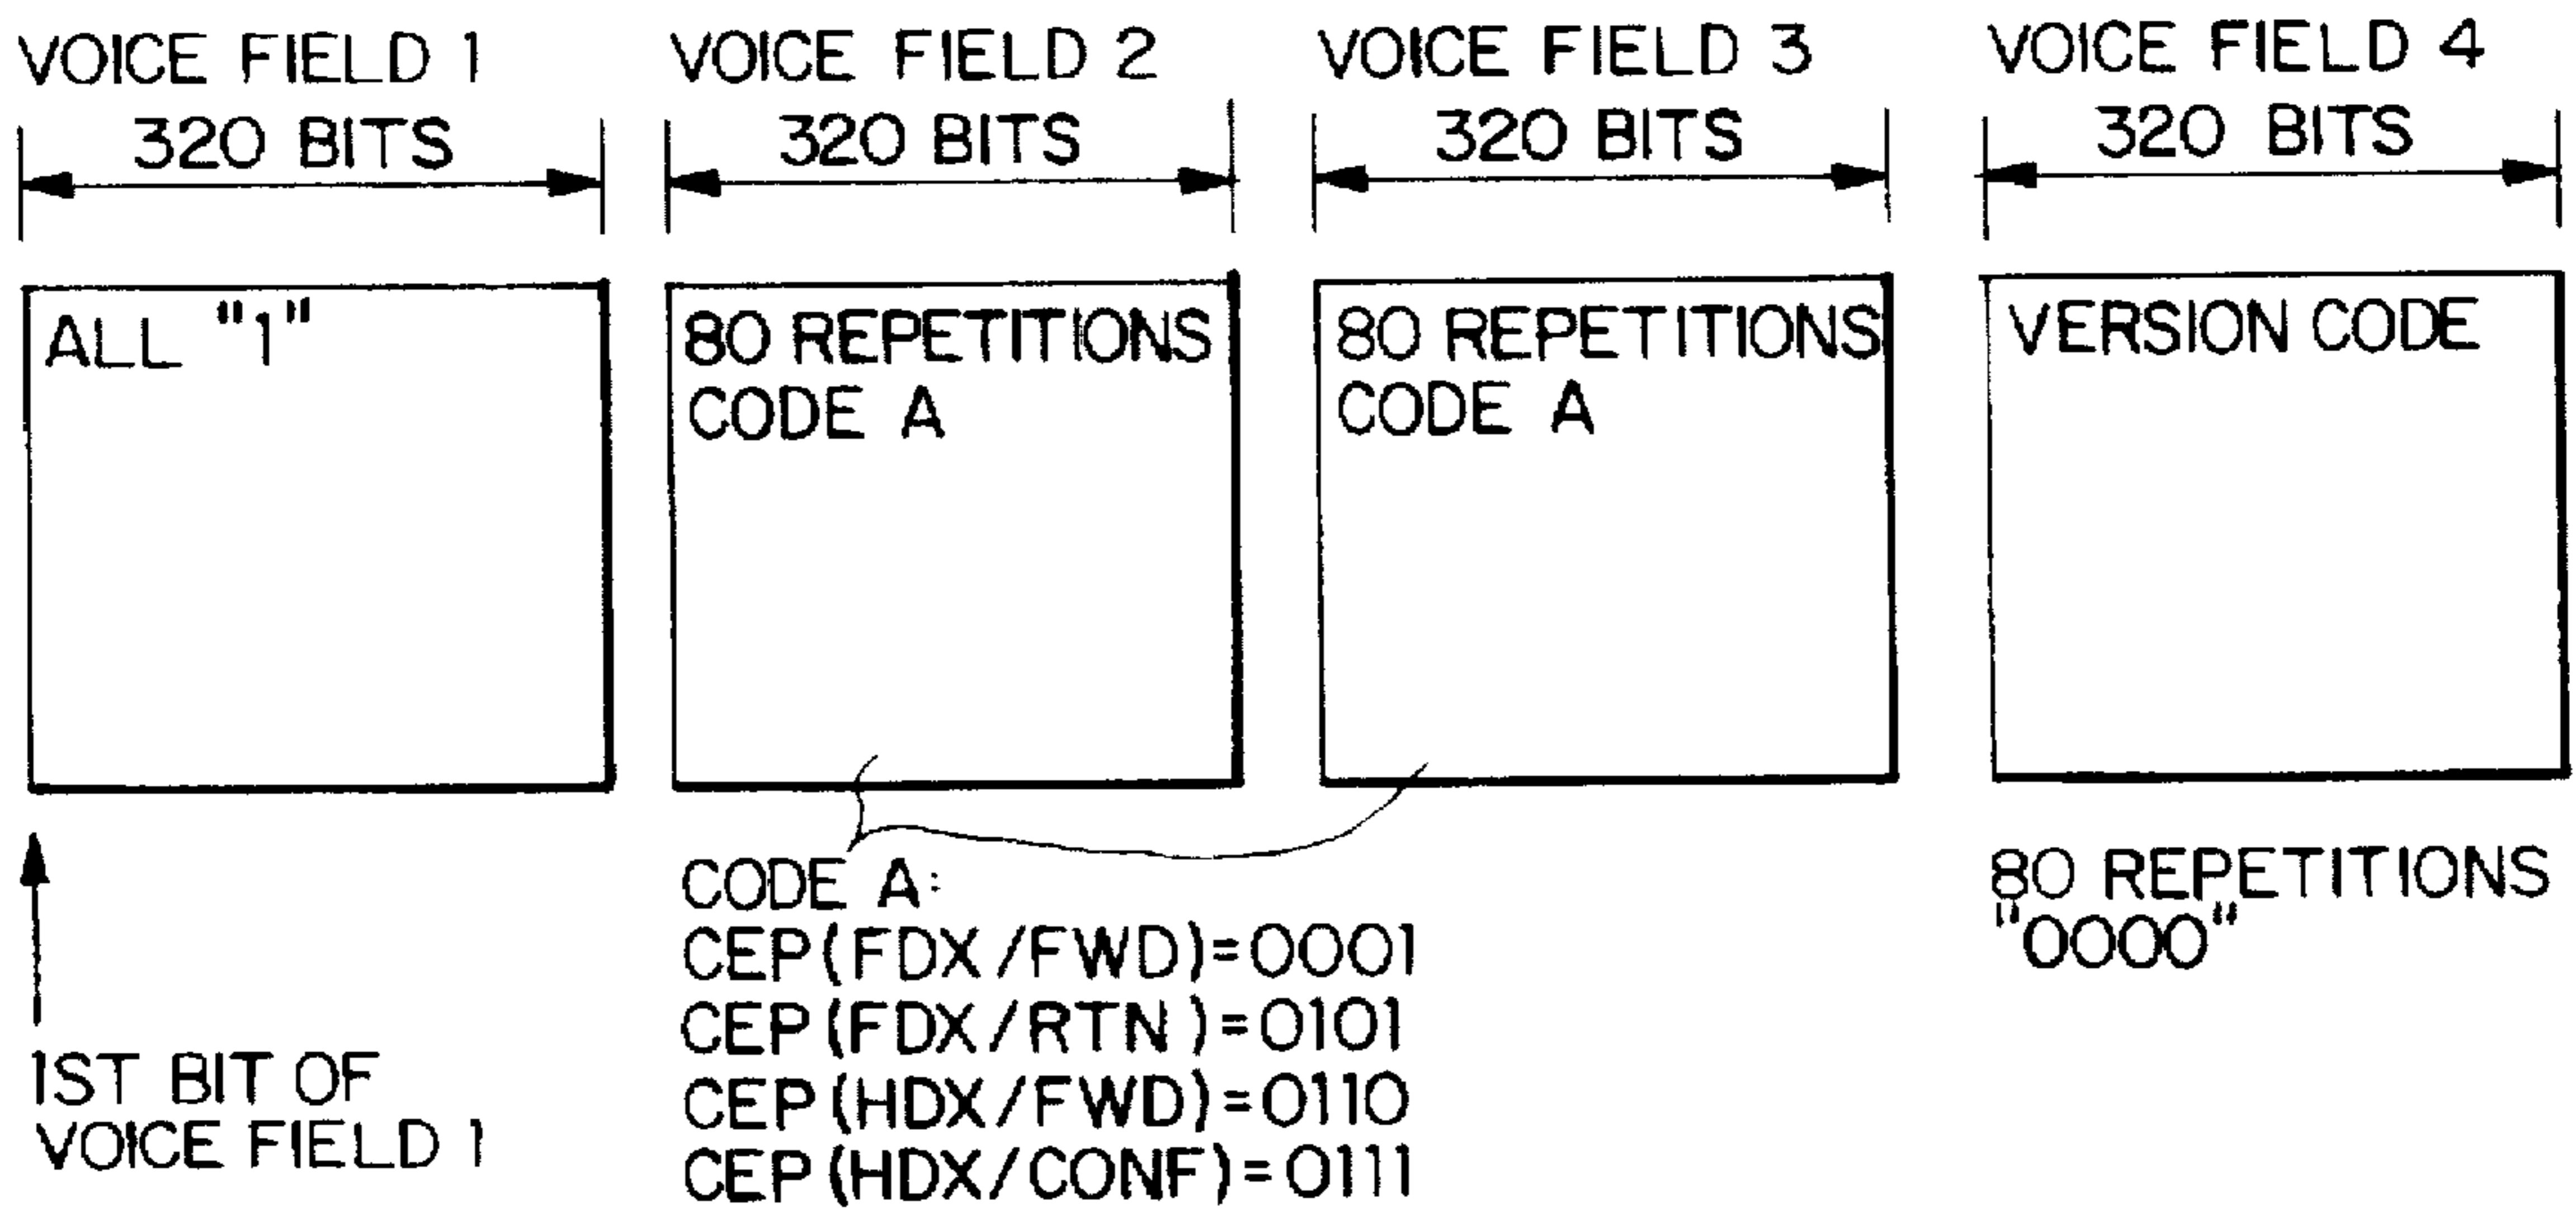 VOICE FIELD 1 VOICE FIELD 2 VOICE FIELD 3 VOICE FIELD 4
320 BITS 320 BITS 320 BITS 320 BITS
ALL "1"
80 REPETITIONS
CODE A
80 REPETITIONS
CODE A
VERSION CODE
1ST BIT OF
VOICE FIELD 1
CODE A:
CEP(FDX/FWD)=0001
CEP(FDX/RTN)=0101
CEP(HDX/FWD)=0110
CEP(HDX/CONF)=0111
80 REPETITIONS
"0000"